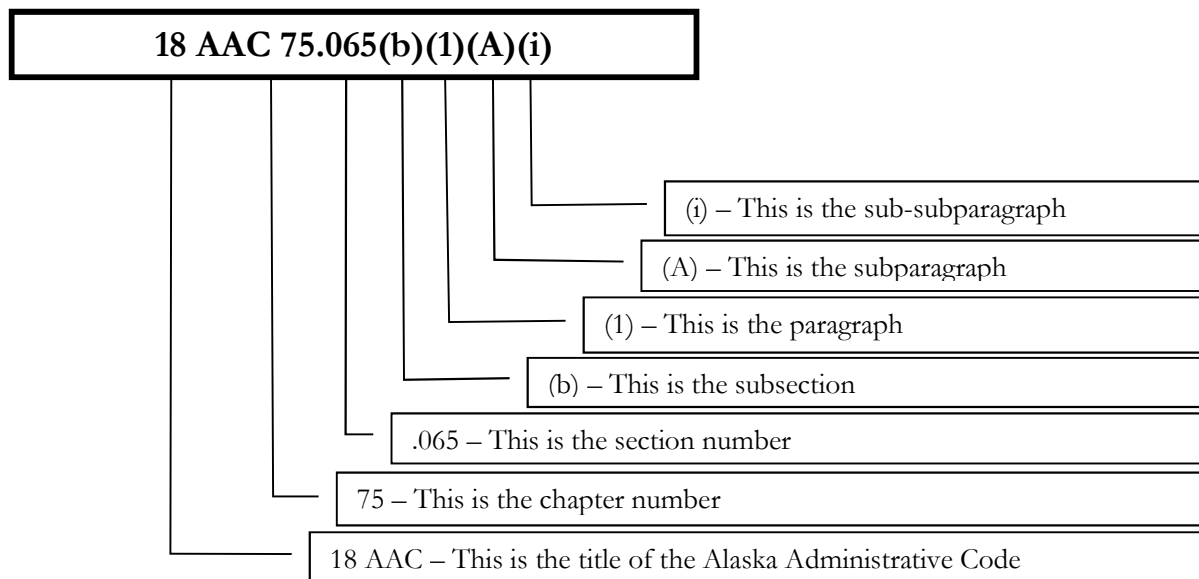 18 AAC 75.065(b)(1)(A)(i)
(i) – This is the sub-subparagraph
(A) – This is the subparagraph
(1) – This is the paragraph
(b) – This is the subsection
.065 – This is the section number
75 – This is the chapter number
18 AAC – This is the title of the Alaska Administrative Code